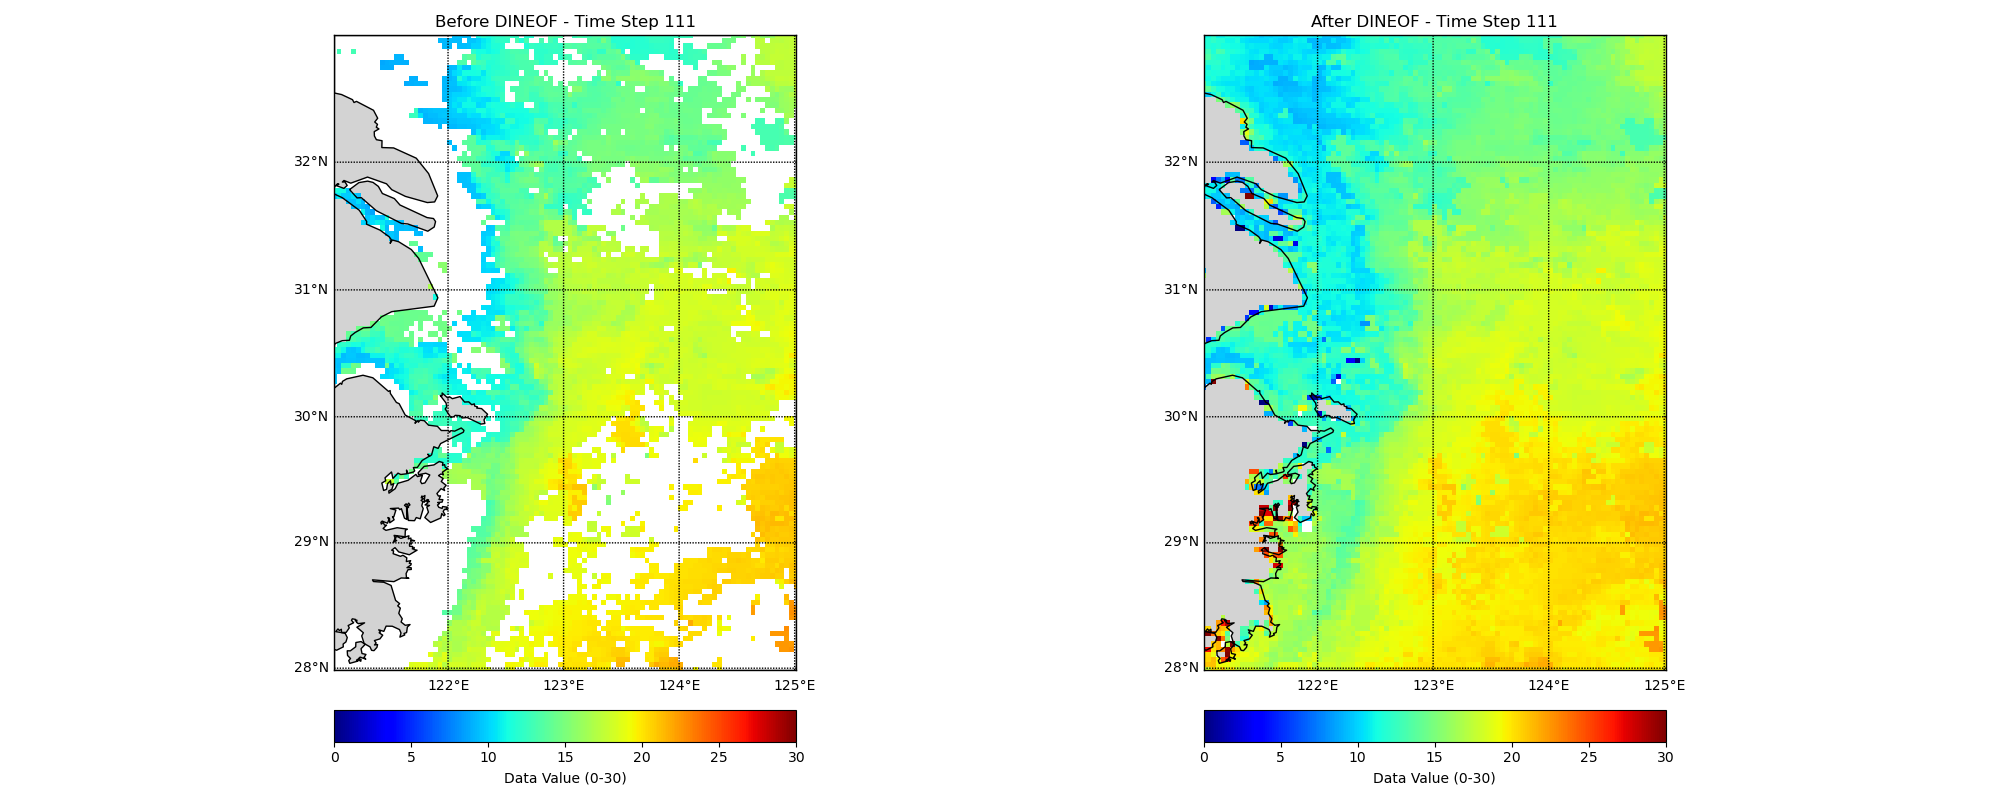 Before DINEOF - Time Step 111
After DINEOF - Time Step 111
32°N
31°N
30°N
29°N
28°N
122°E
123°E
124°E
125°E
32°N
31°N
30°N
29°N
28°N
122°E
123°E
124°E
125°E
0
5
10
15
20
25
30
Data Value (0-30)
0
5
10
15
20
25
30
Data Value (0-30)